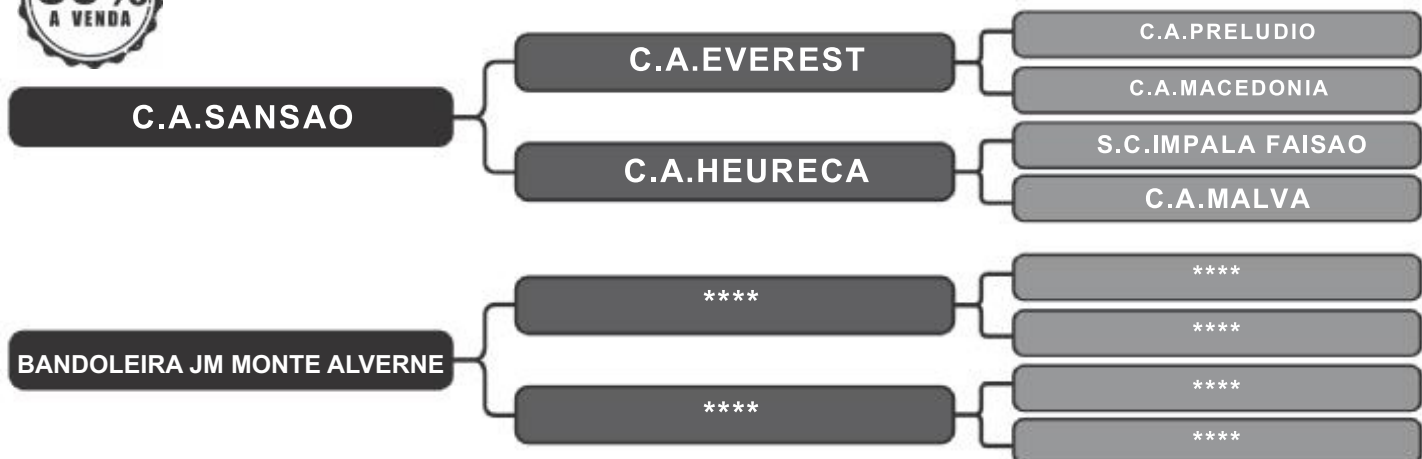 A VENDA
C.A.SANSAO
C.A.EVEREST
C.A.HEURECA
C.A.PRELUDIO
C.A.MACEDONIA
S.C.IMPALA FAISAO
C.A.MALVA
BANDOLEIRA JM MONTE ALVERNE
****
****
****
****
****
****